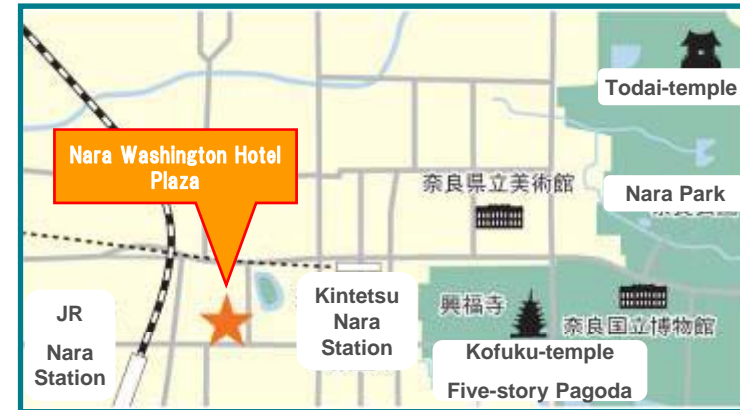 Todai-temple
Nara Washington Hotel
Plaza
奈良県立美術館
Nara Park
JR
Nara
Station
Kintetsu
Nara
Station
興福寺
奈良国立博物館
Kofuku-temple
Five-story Pagoda